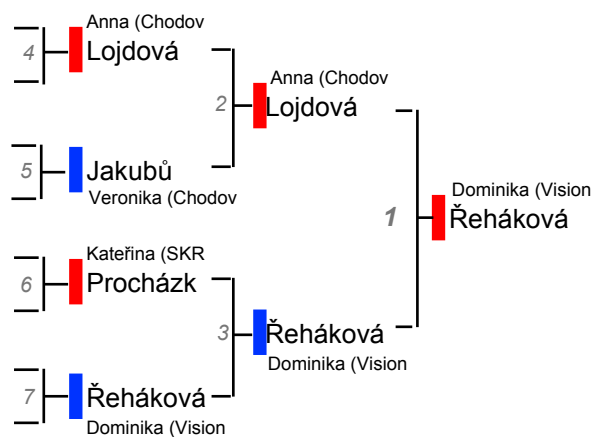 Anna (Chodov
4
Lojdová
5
Jakubů
Veronika (Chodov
Kateřina (SKR
6
Procházk
7
Řeháková
Dominika (Vision
Anna (Chodov
2
Lojdová
3
Řeháková
Dominika (Vision
Dominika (Vision
1
Řeháková